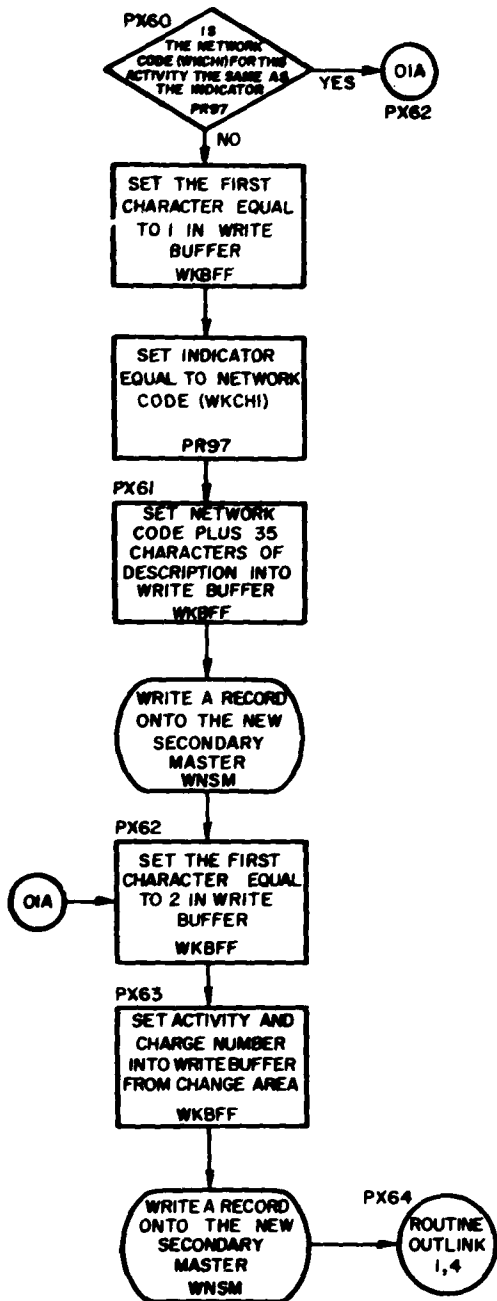 PX60
IS
THE NETWORK
CODE (WKCHI) FOR THIS
ACTIVITY THE SAME AS
THE INDICATOR
PR97
YES
01A
PX62
NO
SET THE FIRST
CHARACTER EQUAL
TO 1 IN WRITE
BUFFER
WKBFF
SET INDICATOR
EQUAL TO NETWORK
CODE (WKCHI)
PR97
PX61
SET NETWORK
CODE PLUS 35
CHARACTERS OF
DESCRIPTION INTO
WRITE BUFFER
WKBFF
WRITE A RECORD
ONTO THE NEW
SECONDARY
MASTER
WNSM
PX62
01A
SET THE FIRST
CHARACTER EQUAL
TO 2 IN WRITE
BUFFER
WKBFF
PX63
SET ACTIVITY AND
CHARGE NUMBER
INTO WRITE BUFFER
FROM CHANGE AREA
WKBFF
WRITE A RECORD
ONTO THE NEW
SECONDARY
MASTER
WNSM
PX64
ROUTINE
OUTLINK
1,4